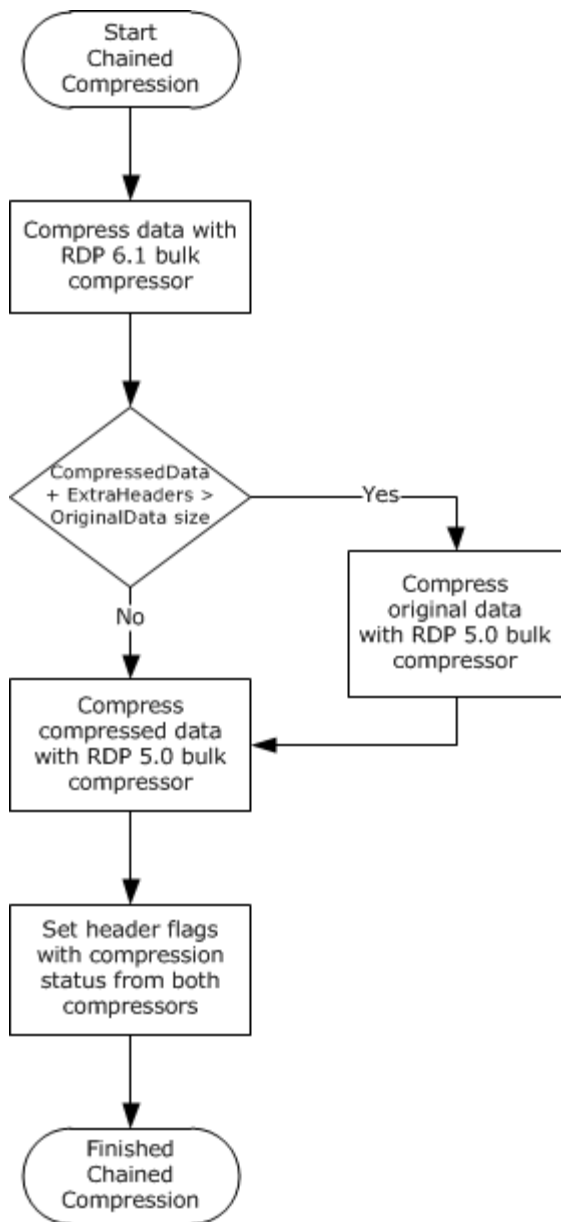 Start
Chained
Compression
Compress data with
RDP 6.1 bulk
compressor
CompressedData
+ ExtraHeaders >
OriginalData size
Yes
Compress
original data
with RDP 5.0 bulk
compressor
No
Compress
compressed data
with RDP 5.0 bulk
compressor
Set header flags
with compression
status from both
compressors
Finished
Chained
Compression